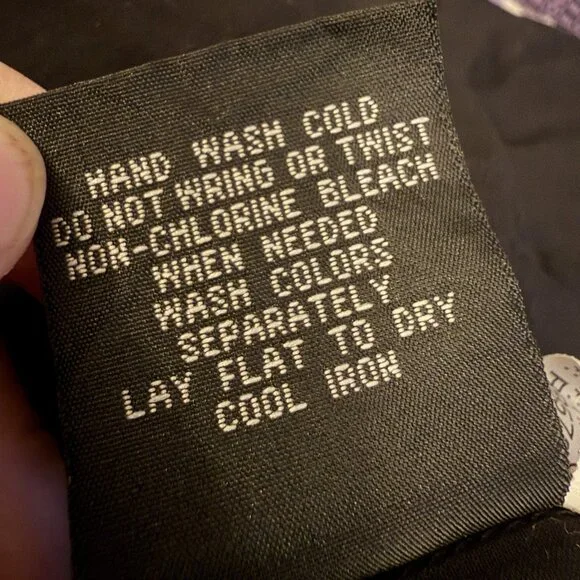 HAND WASH COLD
DO NOT WRING OR TWIST
NON-CHLORINE BLEACH
WHEN NEEDED
WASH COLORS
SEPARATELY
LAY FLAT TO DRY
COOL IRON